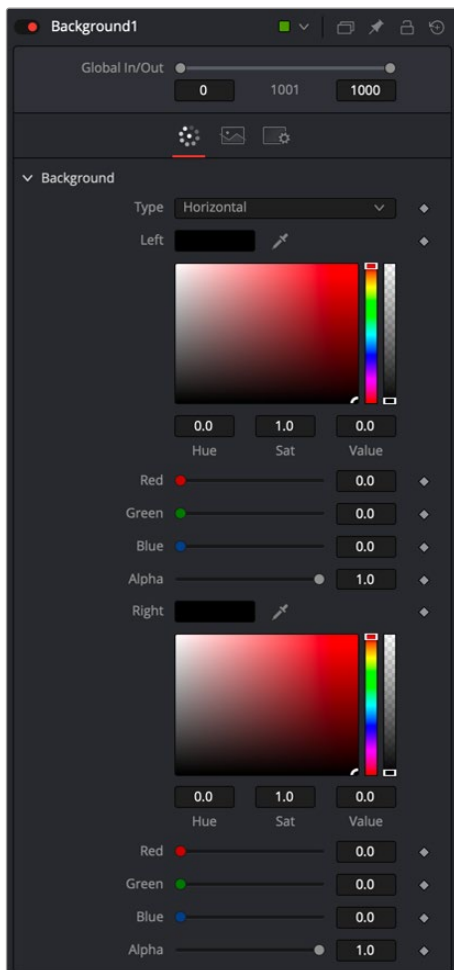 Background1
Global In/Out
0 1001 1000
Background
Type Horizontal
Left
0.0 1.0 0.0
Hue Sat Value
Red 0.0
Green 0.0
Blue 0.0
Alpha 1.0
Right
0.0 1.0 0.0
Hue Sat Value
Red 0.0
Green 0.0
Blue 0.0
Alpha 1.0